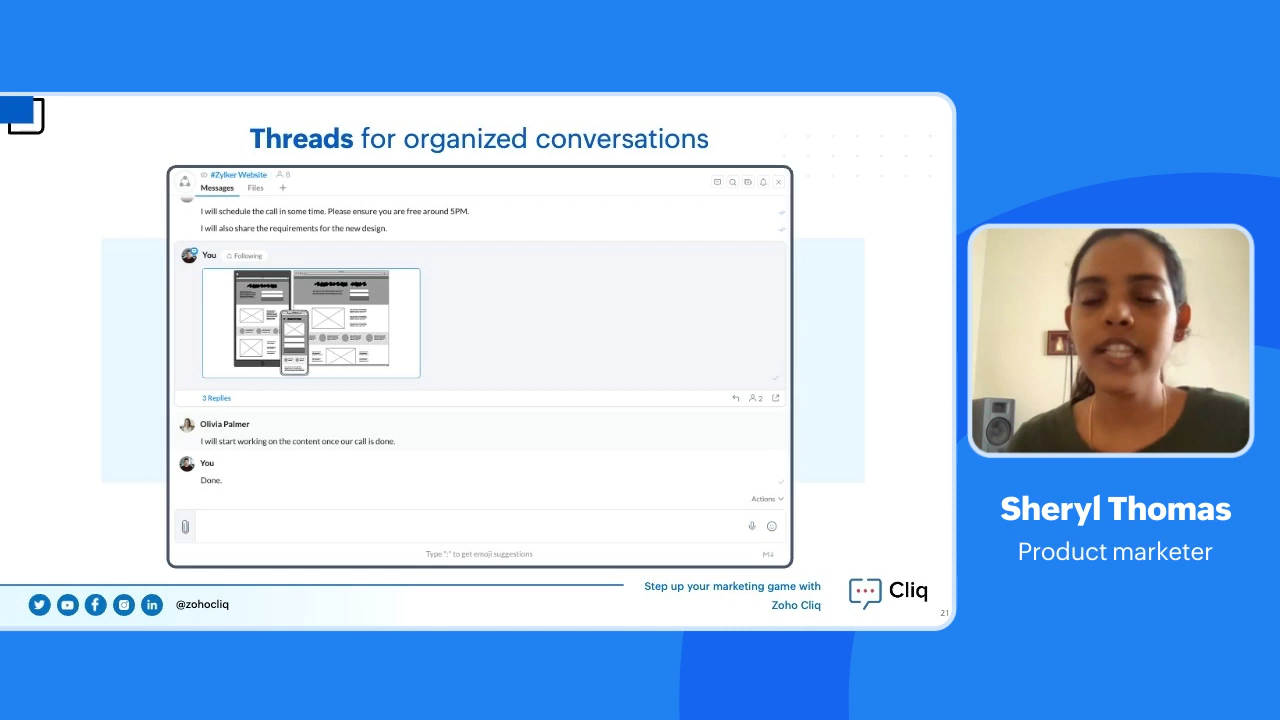 Threads for organized conversations
#Zylker Website 8
Messages Files +
I will schedule the call in some time. Please ensure you are free around 5PM.
I will also share the requirements for the new design.
You Following
3 Replies 2
Olivia Palmer
I will start working on the content once our call is done.
You
Done.
Actions
Type ":" to get emoji suggestions M↓
Sheryl Thomas
Product marketer
@zohocliq
Step up your marketing game with
Zoho Cliq
Cliq
21